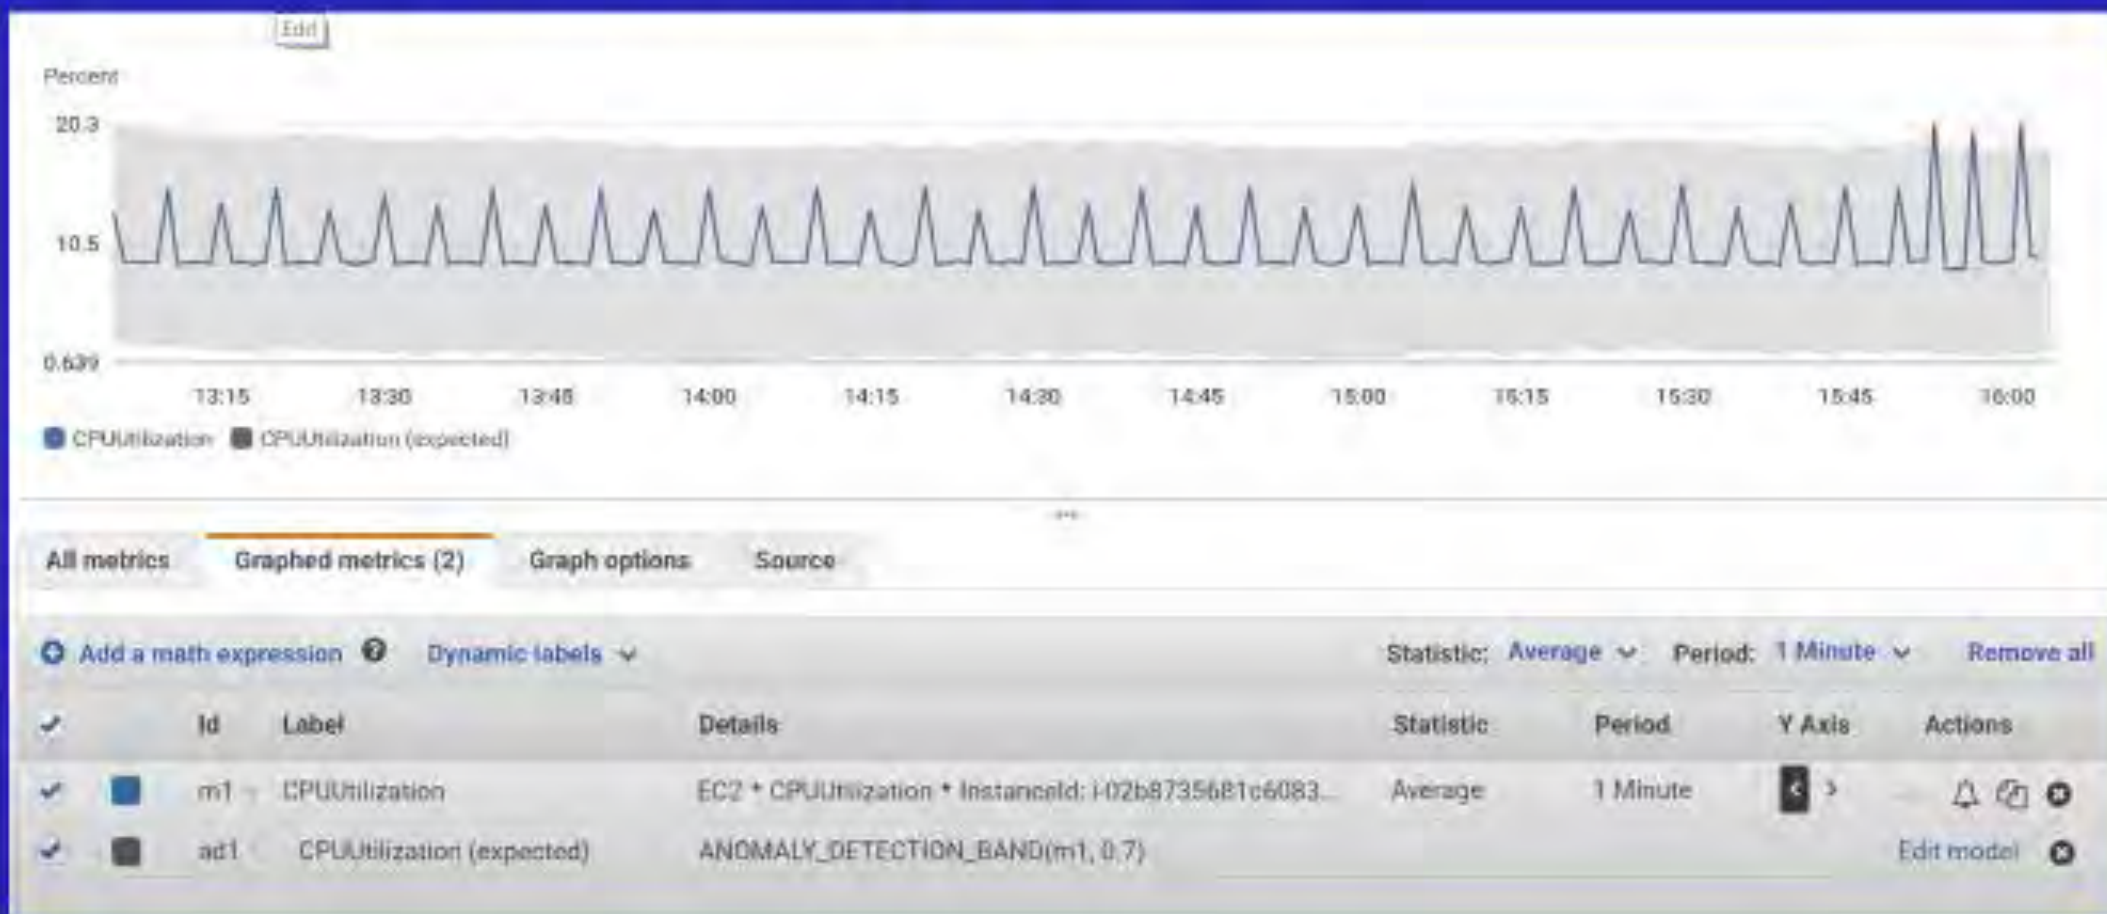 Edit
Percent
20.3
10.5
0.639
13:15 13:30 13:45 14:00 14:15 14:30 14:45 15:00 15:15 15:30 15:45 16:00
CPUUtilization CPUUtilization (expected)
All metrics Graphed metrics (2) Graph options Source
Add a math expression Dynamic labels Statistic: Average Period: 1 Minute Remove all
Id Label Details Statistic Period Y Axis Actions
m1 CPUUtilization EC2 * CPUUtilization * InstanceId: i-02b8735681c6083... Average 1 Minute
ad1 CPUUtilization (expected) ANOMALY_DETECTION_BAND(m1, 0.7) Edit model